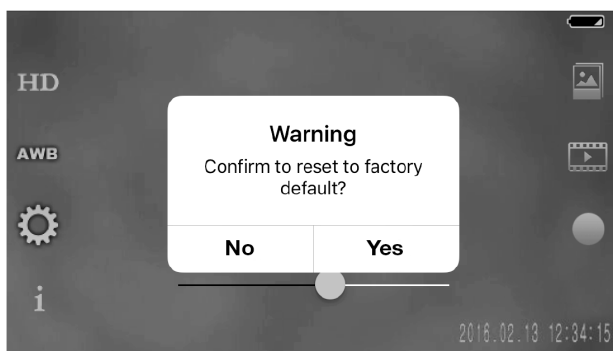 HD
AWB
i
Warning
Confirm to reset to factory
default?
No Yes
2016.02.13 12:34:15